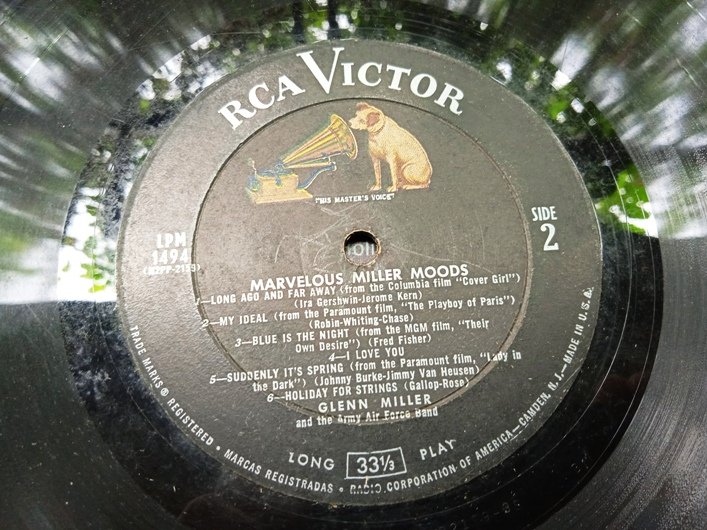 RCA VICTOR
"HIS MASTER'S VOICE"
LPM
1494
SIDE
2
MARVELOUS MILLER MOODS
1—LONG AGO AND FAR AWAY (from the Columbia film "Cover Girl")
(Ira Gershwin-Jerome Kern)
2—MY IDEAL (from the Paramount film, "The Playboy of Paris")
(Robin-Whiting-Chase)
3—BLUE IS THE NIGHT (from the MGM film, "Their
Own Desire") (Fred Fisher)
4—I LOVE YOU
5—SUDDENLY IT'S SPRING (from the Paramount film, "Lady in
the Dark") (Johnny Burke-Jimmy Van Heusen)
6—HOLIDAY FOR STRINGS (Gallop-Rose)
GLENN MILLER
and the Army Air Force Band
LONG 33⅓ PLAY
TRADE MARKS ® REGISTERED • MARCAS REGISTRADAS • RADIO CORPORATION OF AMERICA—CAMDEN, N.J.—MADE IN U.S.A.